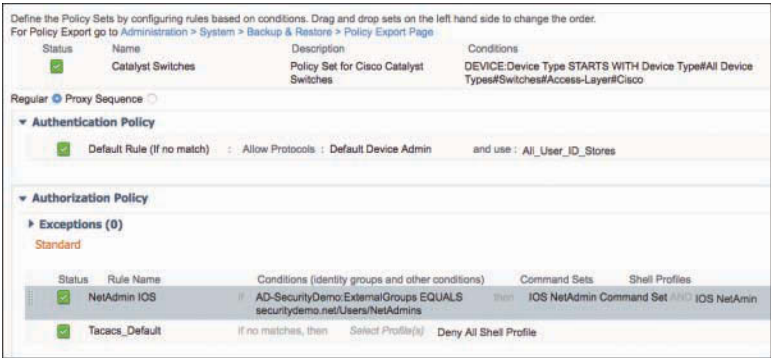 Define the Policy Sets by configuring rules based on conditions. Drag and drop sets on the left hand side to change the order.
For Policy Export go to Administration > System > Backup & Restore > Policy Export Page
Status Name Description Conditions
Catalyst Switches Policy Set for Cisco Catalyst DEVICE:Device Type STARTS WITH Device Type#All Device
Switches Types#Switches#Access-Layer#Cisco
Regular Proxy Sequence
Authentication Policy
Default Rule (If no match) : Allow Protocols : Default Device Admin and use : All_User_ID_Stores
Authorization Policy
Exceptions (0)
Standard
Status Rule Name Conditions (identity groups and other conditions) Command Sets Shell Profiles
NetAdmin IOS if AD-SecurityDemo:ExternalGroups EQUALS then IOS NetAdmin Command Set AND IOS NetAmin
securitydemo.net/Users/NetAdmins
Tacacs_Default if no matches, then Select Profile(s) Deny All Shell Profile